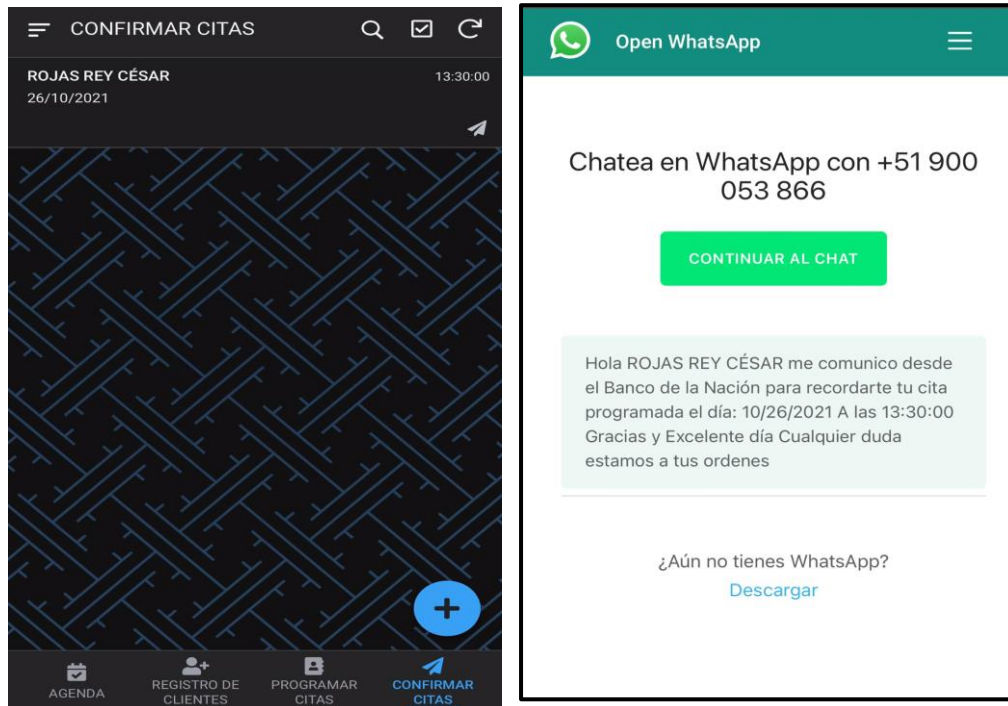 CONFIRMAR CITAS
ROJAS REY CÉSAR
13:30:00
26/10/2021
AGENDA
REGISTRO DE
CLIENTES
PROGRAMAR
CITAS
CONFIRMAR
CITAS
Open WhatsApp
Chatea en WhatsApp con +51 900
053 866
CONTINUAR AL CHAT
Hola ROJAS REY CÉSAR me comunico desde
el Banco de la Nación para recordarte tu cita
programada el día: 10/26/2021 A las 13:30:00
Gracias y Excelente día Cualquier duda
estamos a tus ordenes
¿Aún no tienes WhatsApp?
Descargar